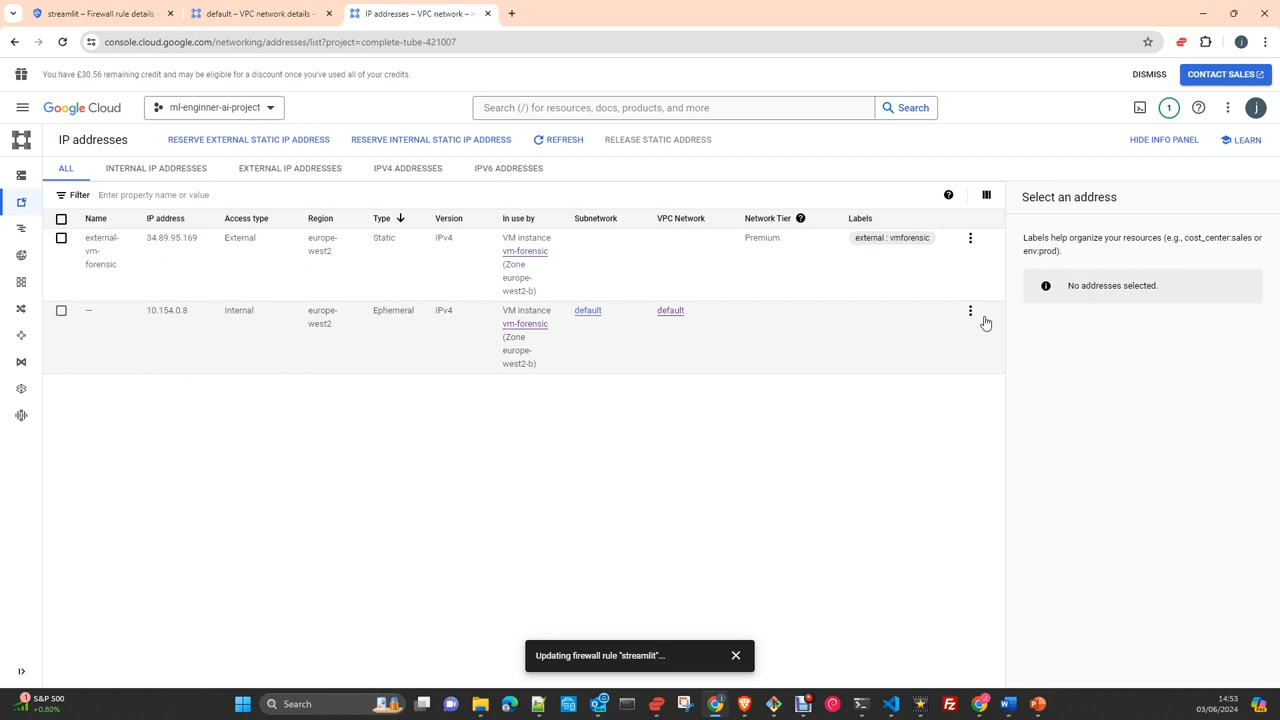 streamlit – Firewall rule details
default – VPC network details –
IP addresses – VPC network –
console.cloud.google.com/networking/addresses/list?project=complete-tube-421007
You have £30.56 remaining credit and may be eligible for a discount once you've used all of your credits.
DISMISS
CONTACT SALES
Google Cloud
ml-enginner-ai-project
Search (/) for resources, docs, products, and more
Search
1
j
IP addresses
RESERVE EXTERNAL STATIC IP ADDRESS
RESERVE INTERNAL STATIC IP ADDRESS
REFRESH
RELEASE STATIC ADDRESS
HIDE INFO PANEL
LEARN
ALL
INTERNAL IP ADDRESSES
EXTERNAL IP ADDRESSES
IPV4 ADDRESSES
IPV6 ADDRESSES
Filter Enter property name or value
Select an address
Name IP address Access type Region Type Version In use by Subnetwork VPC Network Network Tier Labels
external-vm-forensic 34.89.95.169 External europe-west2 Static IPv4 VM instance vm-forensic (Zone europe-west2-b) Premium external : vmforensic
– 10.154.0.8 Internal europe-west2 Ephemeral IPv4 VM instance vm-forensic (Zone europe-west2-b) default default
Labels help organize your resources (e.g., cost_center:sales or
env:prod).
No addresses selected.
Updating firewall rule "streamlit"...
S&P 500
+0.80%
Search
14:53
03/06/2024